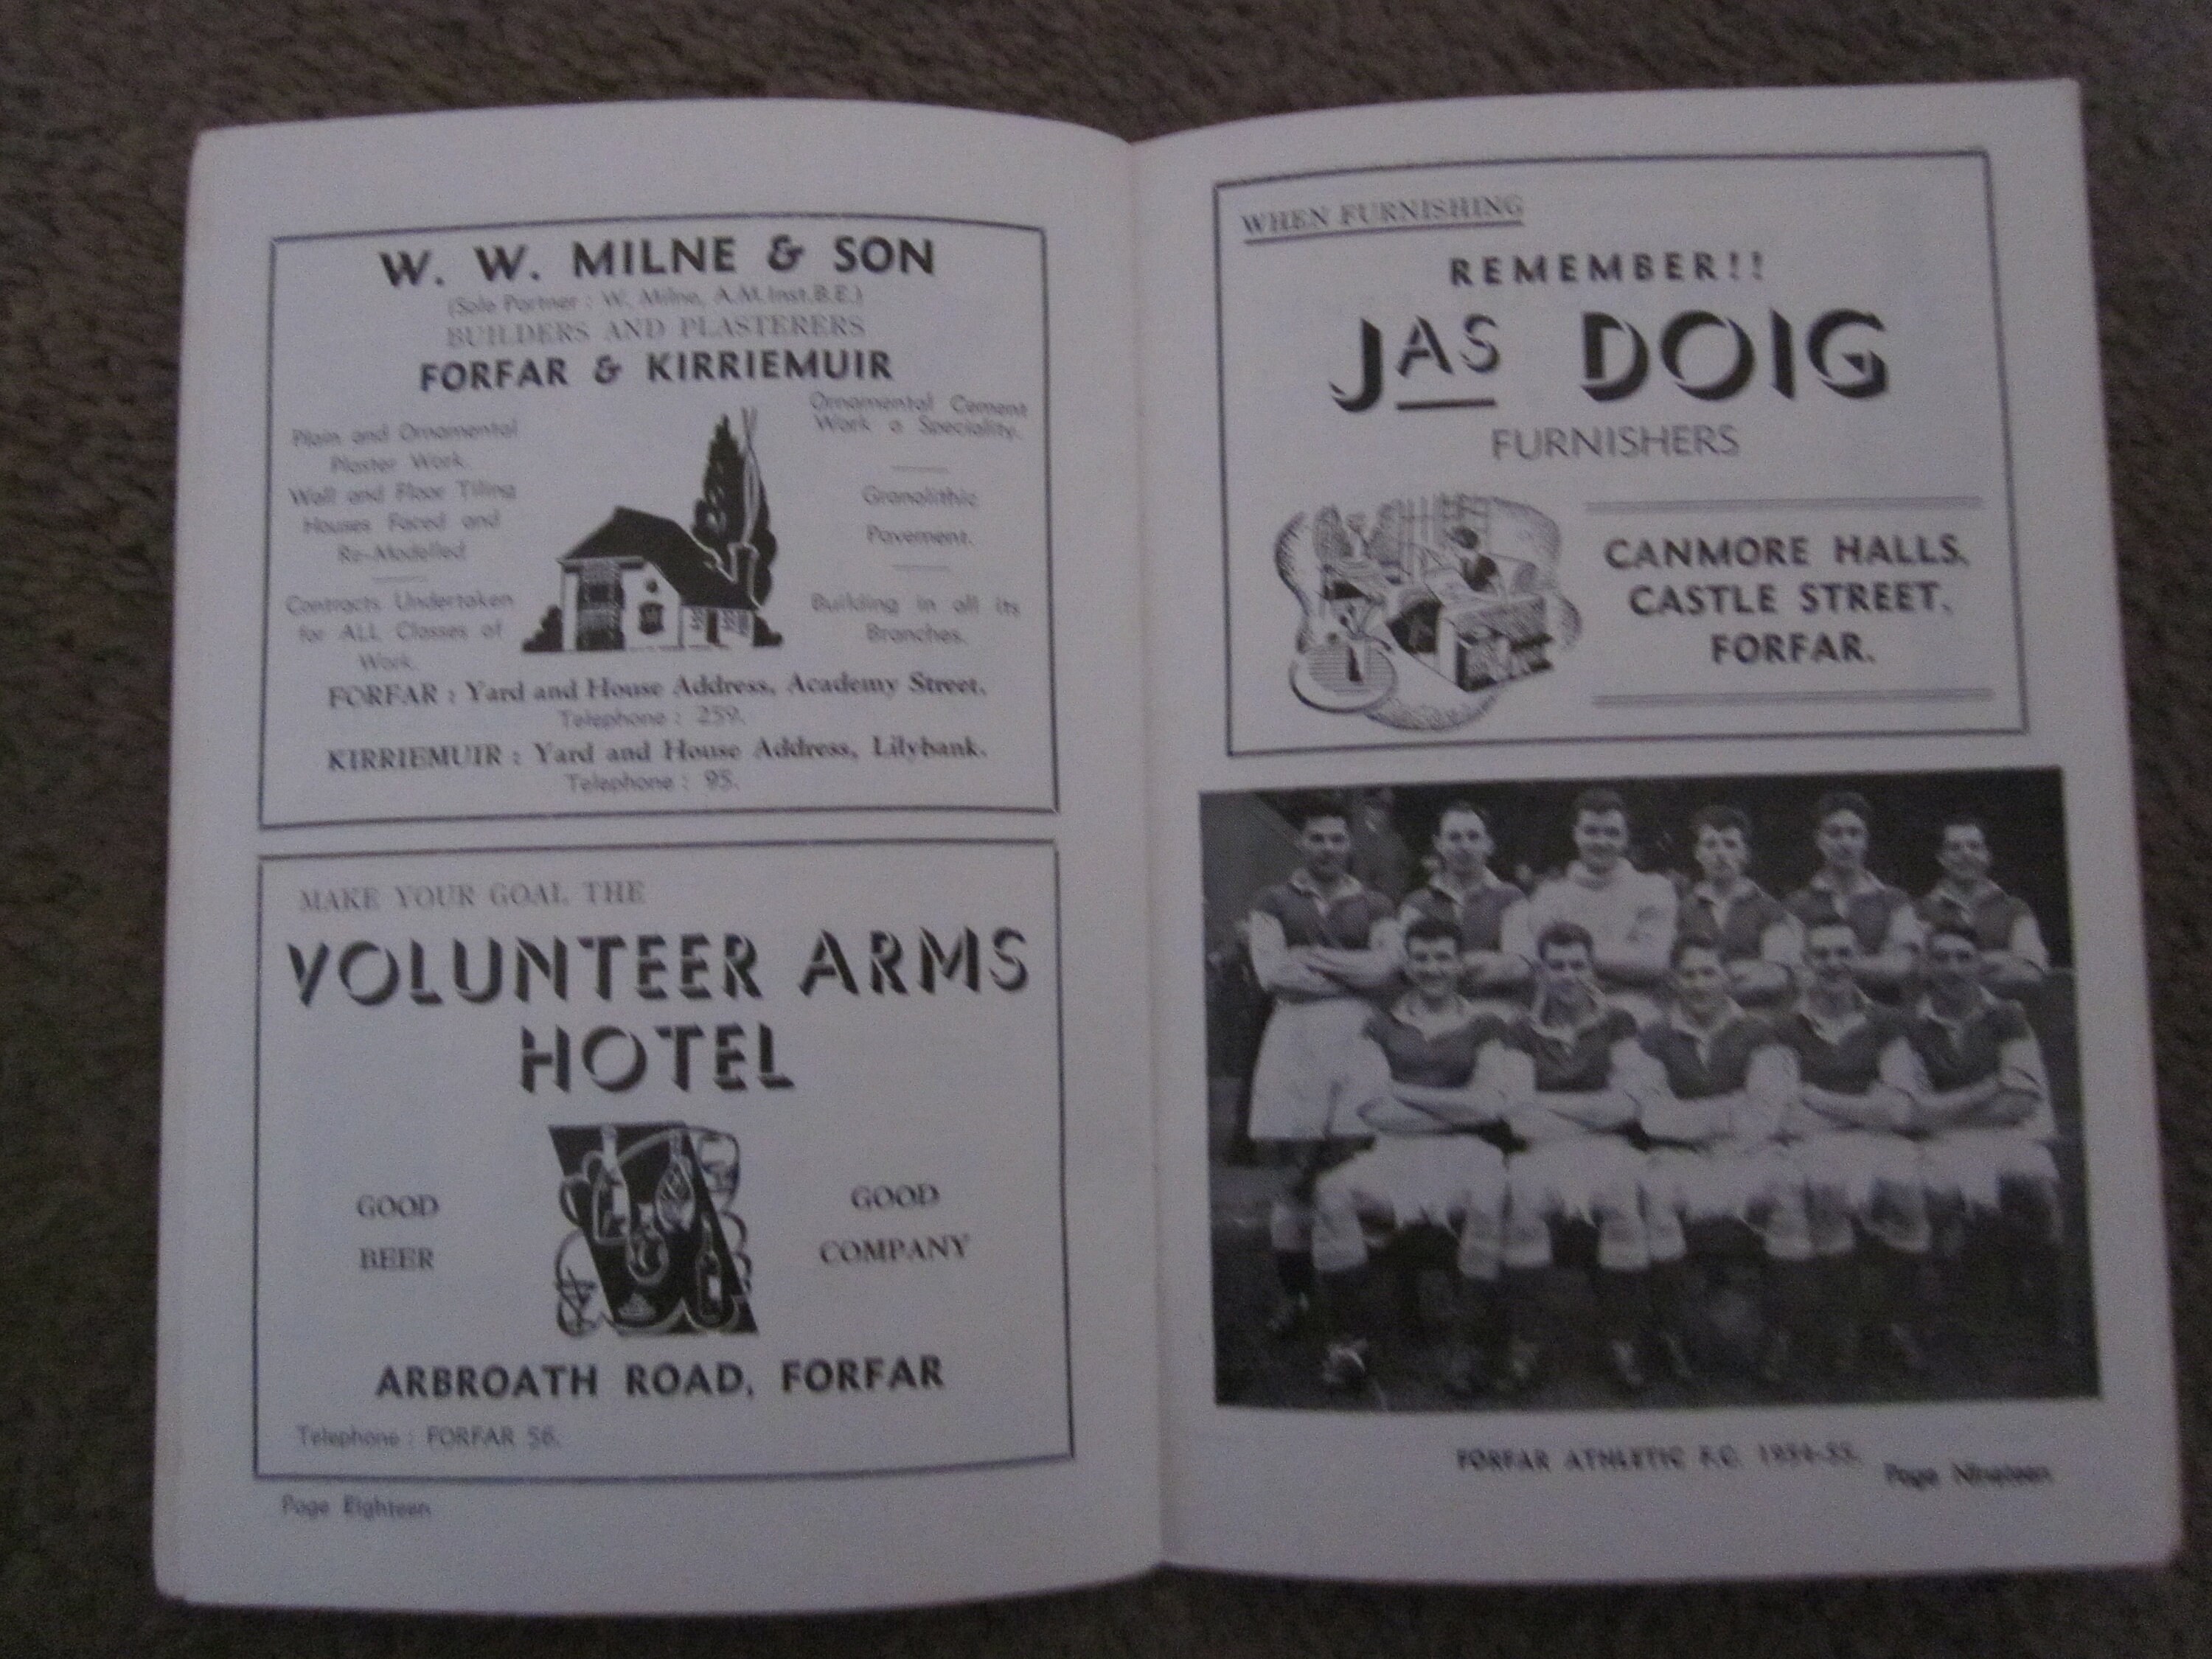 W. W. MILNE & SON
(Sole Partner : W. Milne, A.M.Inst.B.E.)
BUILDERS AND PLASTERERS
FORFAR & KIRRIEMUIR
Plain and Ornamental
Plaster Work.
Wall and Floor Tiling
Houses Faced and
Re-Modelled
Contracts Undertaken
for ALL Classes of
Work.
Ornamental Cement
Work a Speciality.
Granolithic
Pavement.
Building in all its
Branches.
FORFAR : Yard and House Address, Academy Street.
Telephone : 259.
KIRRIEMUIR : Yard and House Address, Lilybank.
Telephone : 95.
MAKE YOUR GOAL THE
VOLUNTEER ARMS
HOTEL
GOOD
BEER
GOOD
COMPANY
ARBROATH ROAD, FORFAR
Telephone : FORFAR 56.
Page Eighteen
WHEN FURNISHING
REMEMBER!!
JAS DOIG
FURNISHERS
CANMORE HALLS,
CASTLE STREET,
FORFAR.
FORFAR ATHLETIC F.C. 1954-55.
Page Nineteen